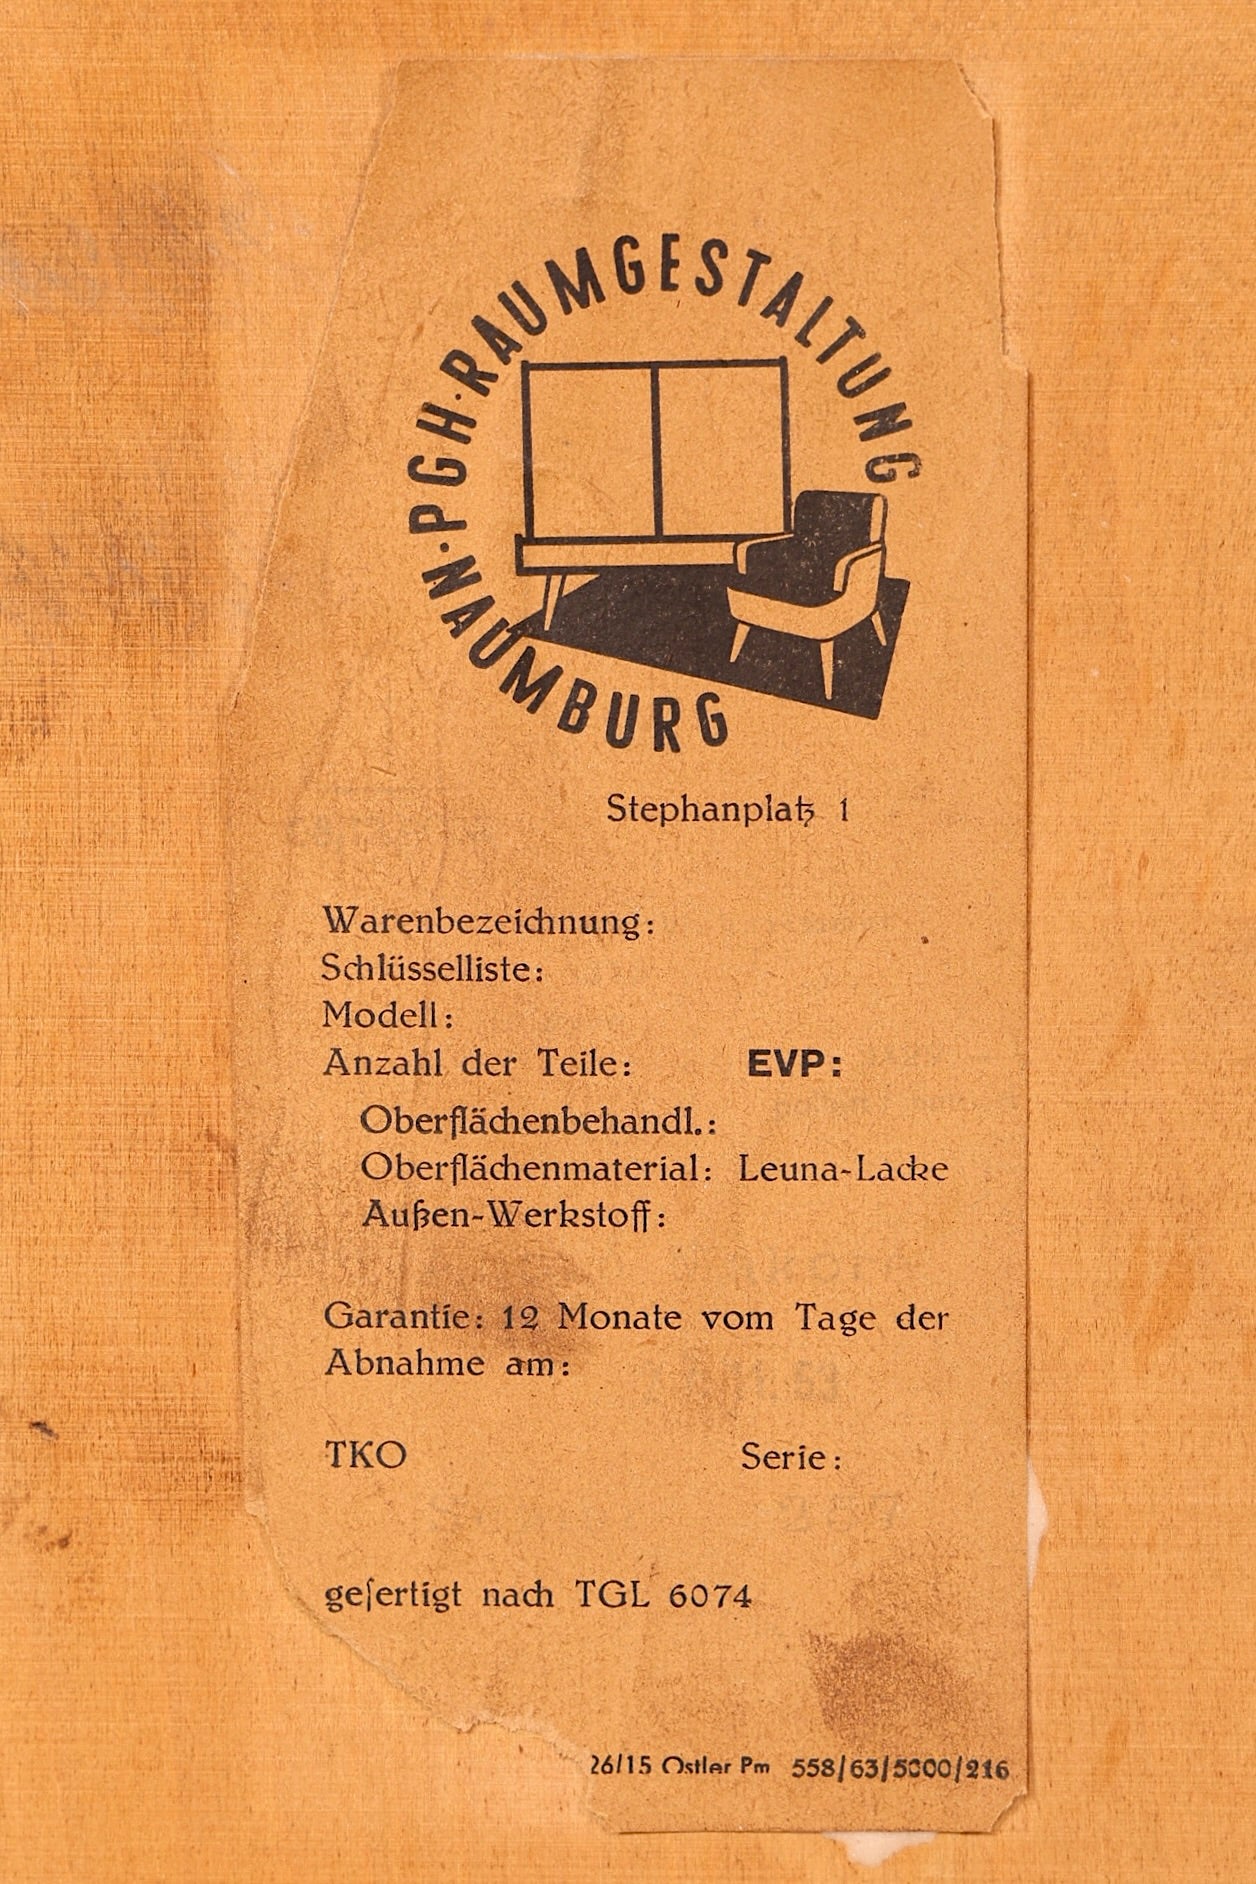 PGH·RAUMGESTALTUNG
·NAUMBURG
Stephanplatz 1
Warenbezeichnung:
Schlüsselliste:
Modell:
Anzahl der Teile: EVP:
Oberflächenbehandl.:
Oberflächenmaterial: Leuna-Lacke
Außen-Werkstoff:
Garantie: 12 Monate vom Tage der
Abnahme am:
TKO Serie:
gefertigt nach TGL 6074
26/15 Ostler Pm 558/63/5000/216